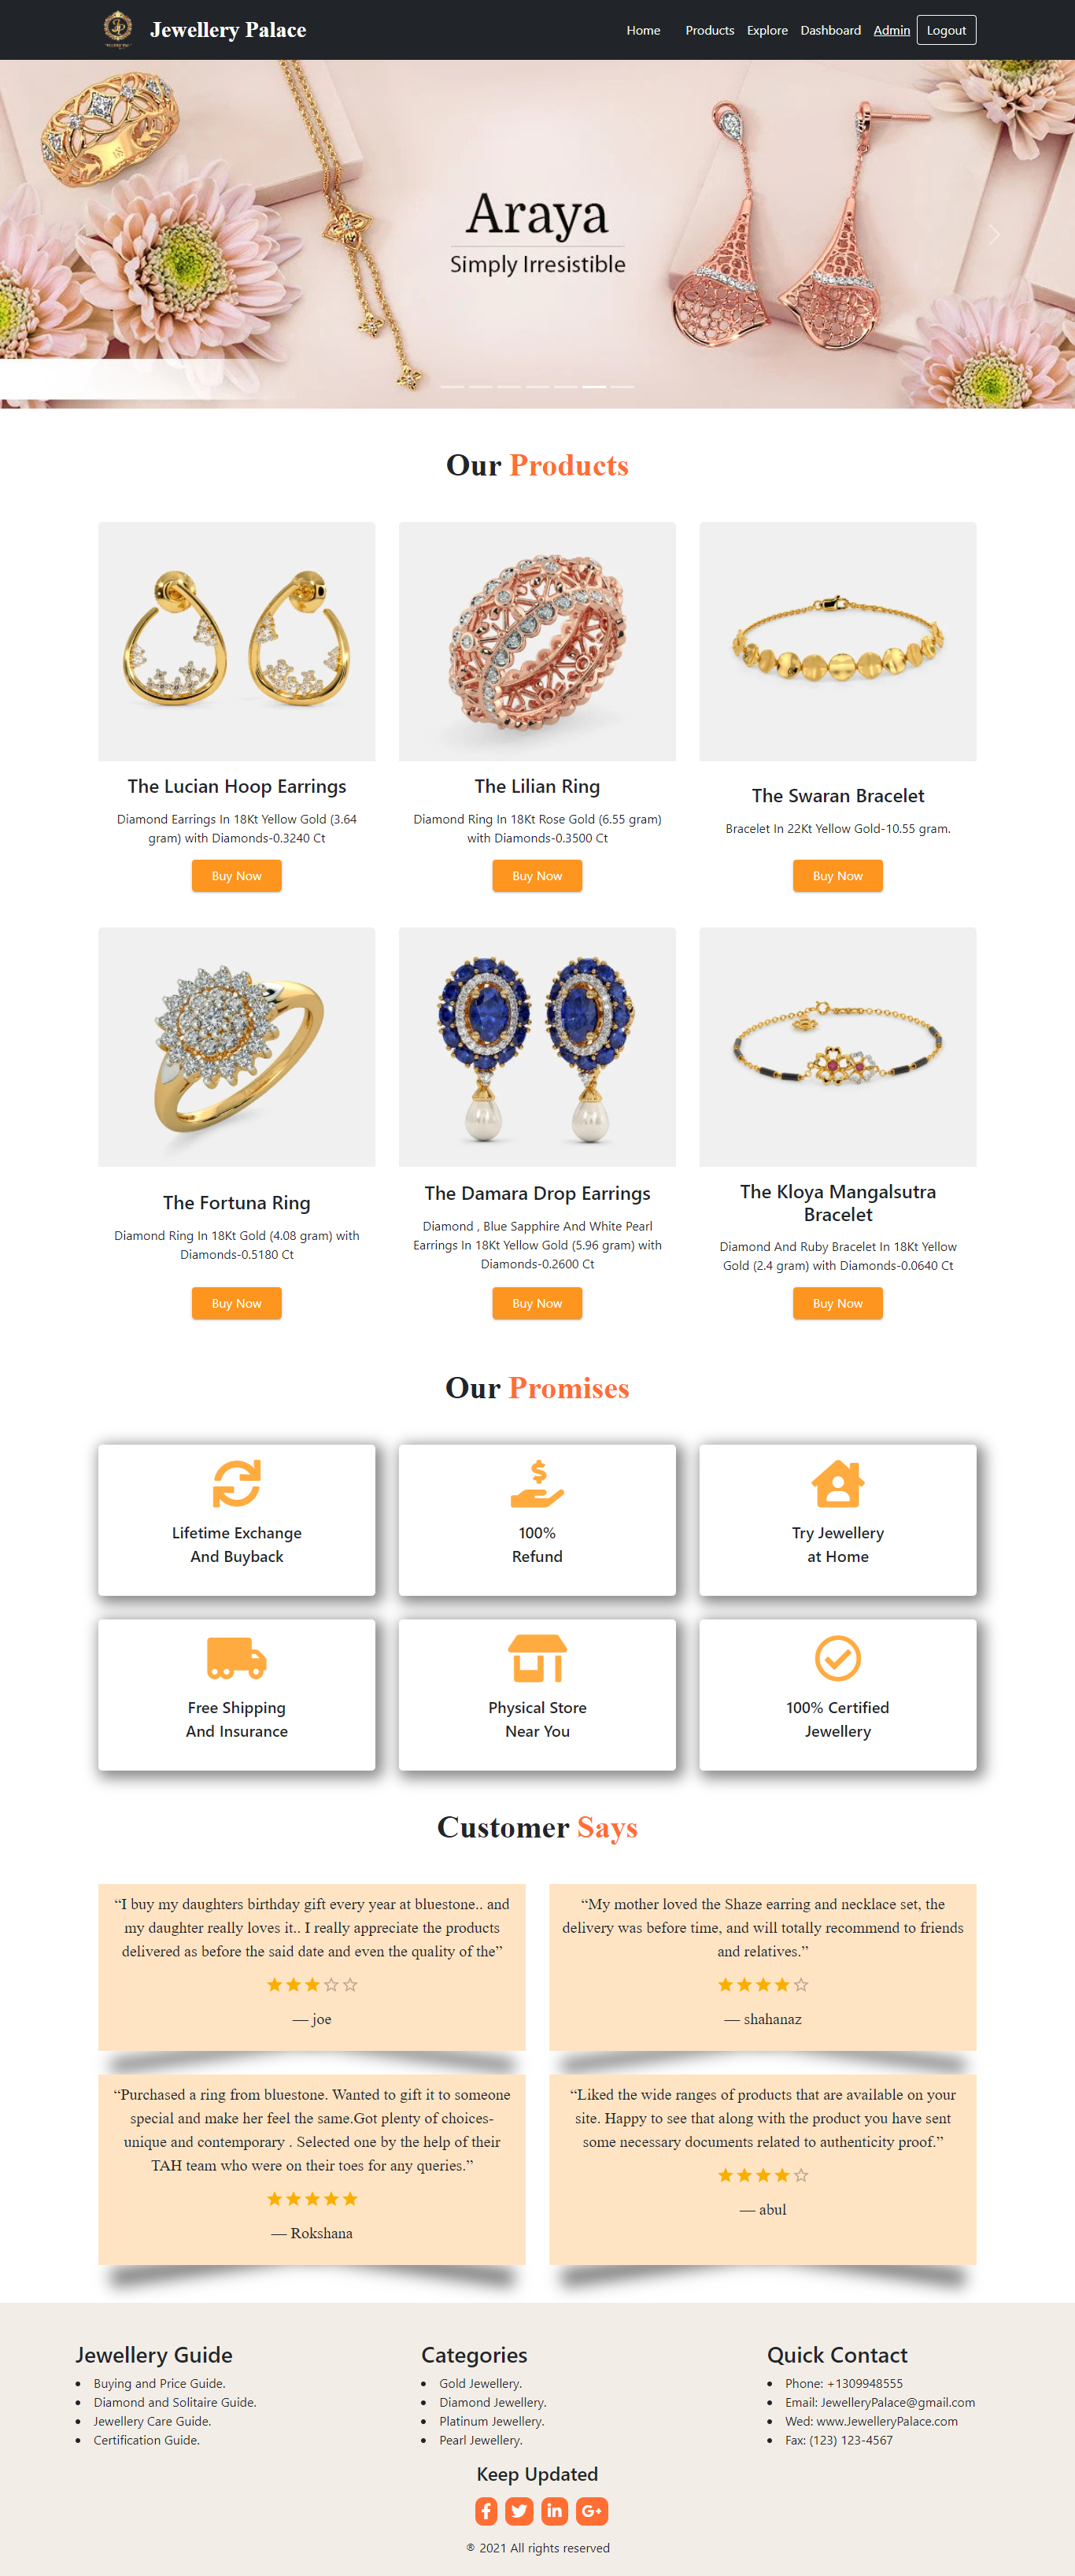 JP
Jewellery Palace
Home Products Explore Dashboard Admin Logout
Araya
Simply Irresistible
Our Products
The Lucian Hoop Earrings
Diamond Earrings In 18Kt Yellow Gold (3.64
gram) with Diamonds-0.3240 Ct
Buy Now
The Lilian Ring
Diamond Ring In 18Kt Rose Gold (6.55 gram)
with Diamonds-0.3500 Ct
Buy Now
The Swaran Bracelet
Bracelet In 22Kt Yellow Gold-10.55 gram.
Buy Now
The Fortuna Ring
Diamond Ring In 18Kt Gold (4.08 gram) with
Diamonds-0.5180 Ct
Buy Now
The Damara Drop Earrings
Diamond , Blue Sapphire And White Pearl
Earrings In 18Kt Yellow Gold (5.96 gram) with
Diamonds-0.2600 Ct
Buy Now
The Kloya Mangalsutra
Bracelet
Diamond And Ruby Bracelet In 18Kt Yellow
Gold (2.4 gram) with Diamonds-0.0640 Ct
Buy Now
Our Promises
Lifetime Exchange
And Buyback
100%
Refund
Try Jewellery
at Home
Free Shipping
And Insurance
Physical Store
Near You
100% Certified
Jewellery
Customer Says
“I buy my daughters birthday gift every year at bluestone.. and
my daughter really loves it.. I really appreciate the products
delivered as before the said date and even the quality of the”
— joe
“My mother loved the Shaze earring and necklace set, the
delivery was before time, and will totally recommend to friends
and relatives.”
— shahanaz
“Purchased a ring from bluestone. Wanted to gift it to someone
special and make her feel the same.Got plenty of choices-
unique and contemporary . Selected one by the help of their
TAH team who were on their toes for any queries.”
— Rokshana
“Liked the wide ranges of products that are available on your
site. Happy to see that along with the product you have sent
some necessary documents related to authenticity proof.”
— abul
Jewellery Guide
Buying and Price Guide.
Diamond and Solitaire Guide.
Jewellery Care Guide.
Certification Guide.
Categories
Gold Jewellery.
Diamond Jewellery.
Platinum Jewellery.
Pearl Jewellery.
Quick Contact
Phone: +1309948555
Email: JewelleryPalace@gmail.com
Wed: www.JewelleryPalace.com
Fax: (123) 123-4567
Keep Updated
® 2021 All rights reserved